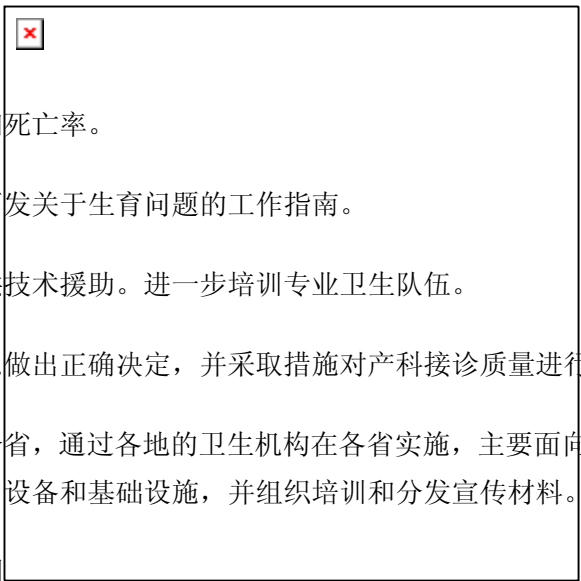 死亡率。
发关于生育问题的工作指南。
技术援助。进一步培训专业卫生队伍。
做出正确决定，并采取措施对产科接诊质量进行
省，通过各地的卫生机构在各省实施，主要面向
设备和基础设施，并组织培训和分发宣传材料。